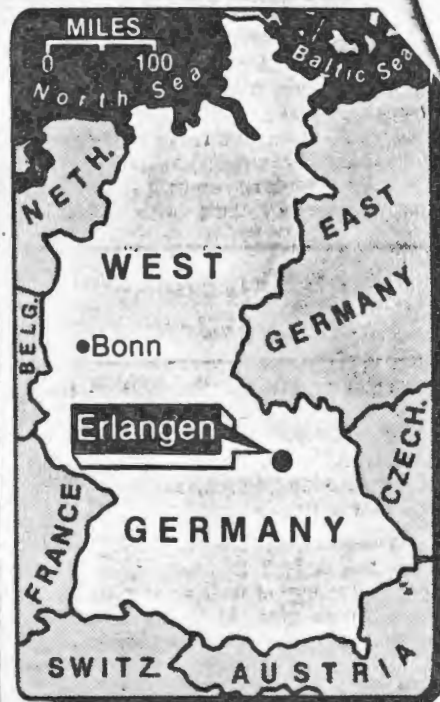 MILES
0 100
North Sea
Baltic Sea
NETH.
EAST
WEST
GERMANY
BELG.
Bonn
Erlangen
CZECH.
FRANCE
GERMANY
SWITZ.
AUSTRIA